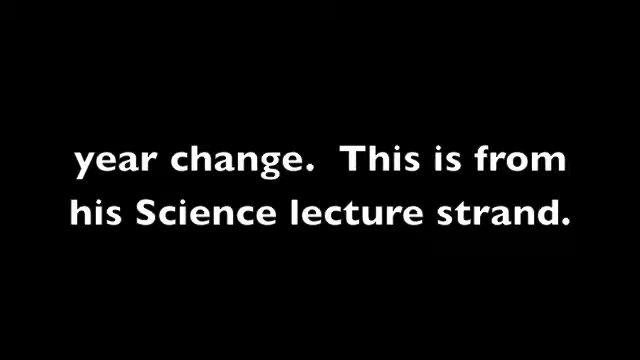 year change.  This is from
his Science lecture strand.